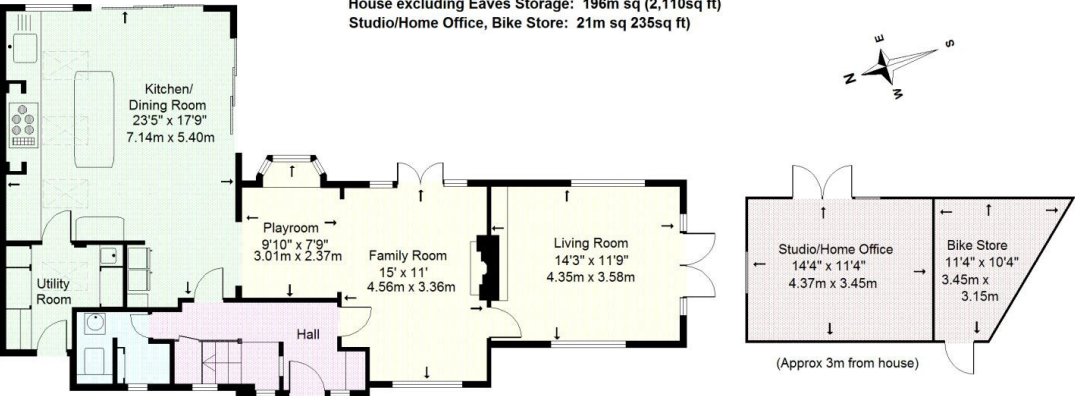 House excluding Eaves Storage: 196m sq (2,110sq ft)
Studio/Home Office, Bike Store: 21m sq 235sq ft)
E
S
N
W
Kitchen/
Dining Room
23'5" x 17'9"
7.14m x 5.40m
Playroom
9'10" x 7'9"
3.01m x 2.37m
Family Room
15' x 11'
4.56m x 3.36m
Living Room
14'3" x 11'9"
4.35m x 3.58m
Utility
Room
Hall
Studio/Home Office
14'4" x 11'4"
4.37m x 3.45m
Bike Store
11'4" x 10'4"
3.45m x
3.15m
(Approx 3m from house)